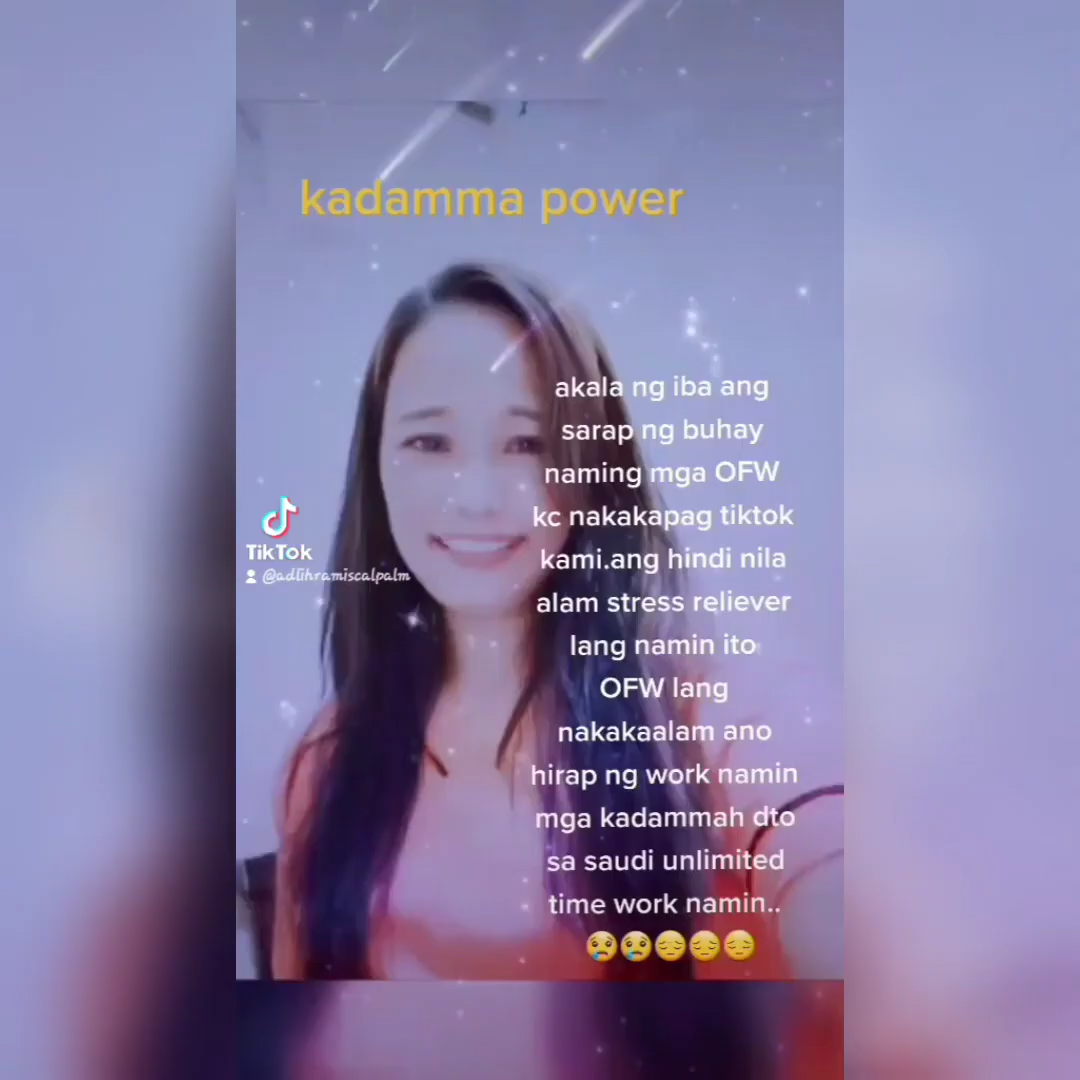 kadamma power
akala ng iba ang
sarap ng buhay
naming mga OFW
kc nakakapag tiktok
kami.ang hindi nila
alam stress reliever
lang namin ito
OFW lang
nakakaalam ano
hirap ng work namin
mga kadammah dto
sa saudi unlimited
time work namin..
😢😢😔😔😔
TikTok
@adlihramiscalpalm